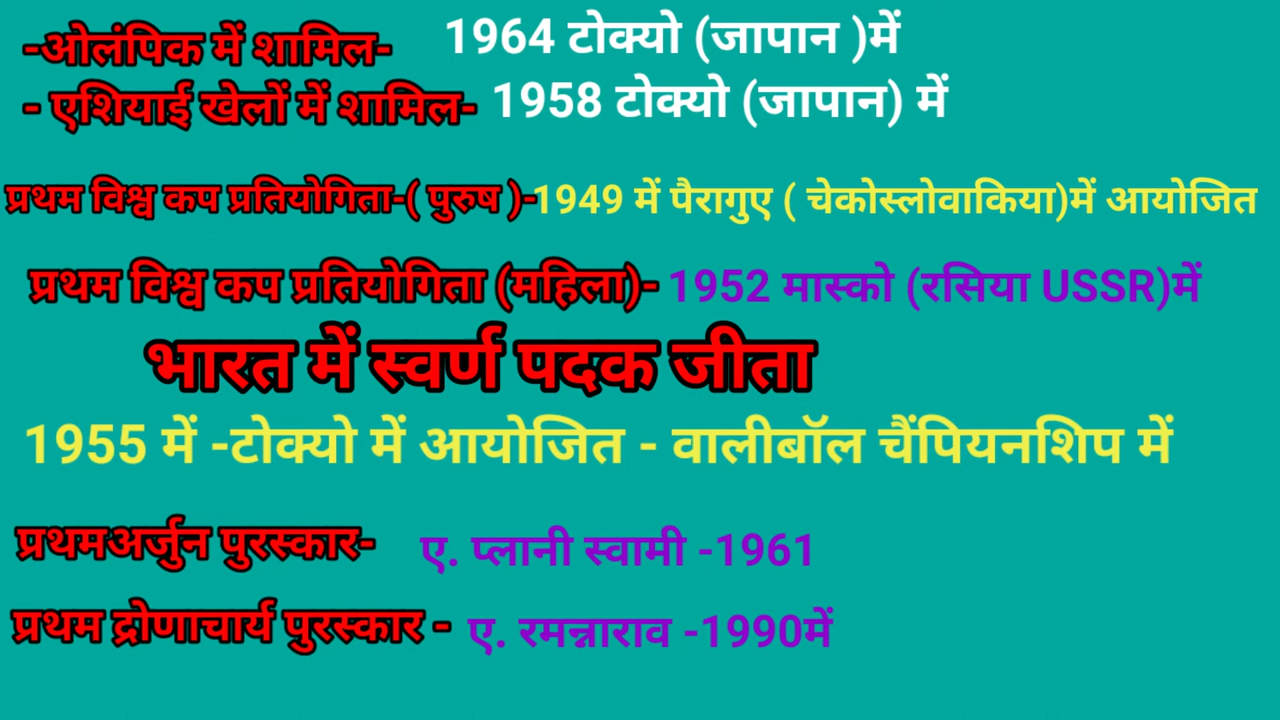 -ओलंपिक में शामिल- 1964 टोक्यो (जापान )में
- एशियाई खेलों में शामिल- 1958 टोक्यो (जापान) में
प्रथम विश्व कप प्रतियोगिता-( पुरुष )-1949 में पैरागुए ( चेकोस्लोवाकिया)में आयोजित
प्रथम विश्व कप प्रतियोगिता (महिला)- 1952 मास्को (रसिया USSR)में
भारत में स्वर्ण पदक जीता
1955 में -टोक्यो में आयोजित - वालीबॉल चैंपियनशिप में
प्रथमअर्जुन पुरस्कार- ए. प्लानी स्वामी -1961
प्रथम द्रोणाचार्य पुरस्कार - ए. रमन्नाराव -1990में